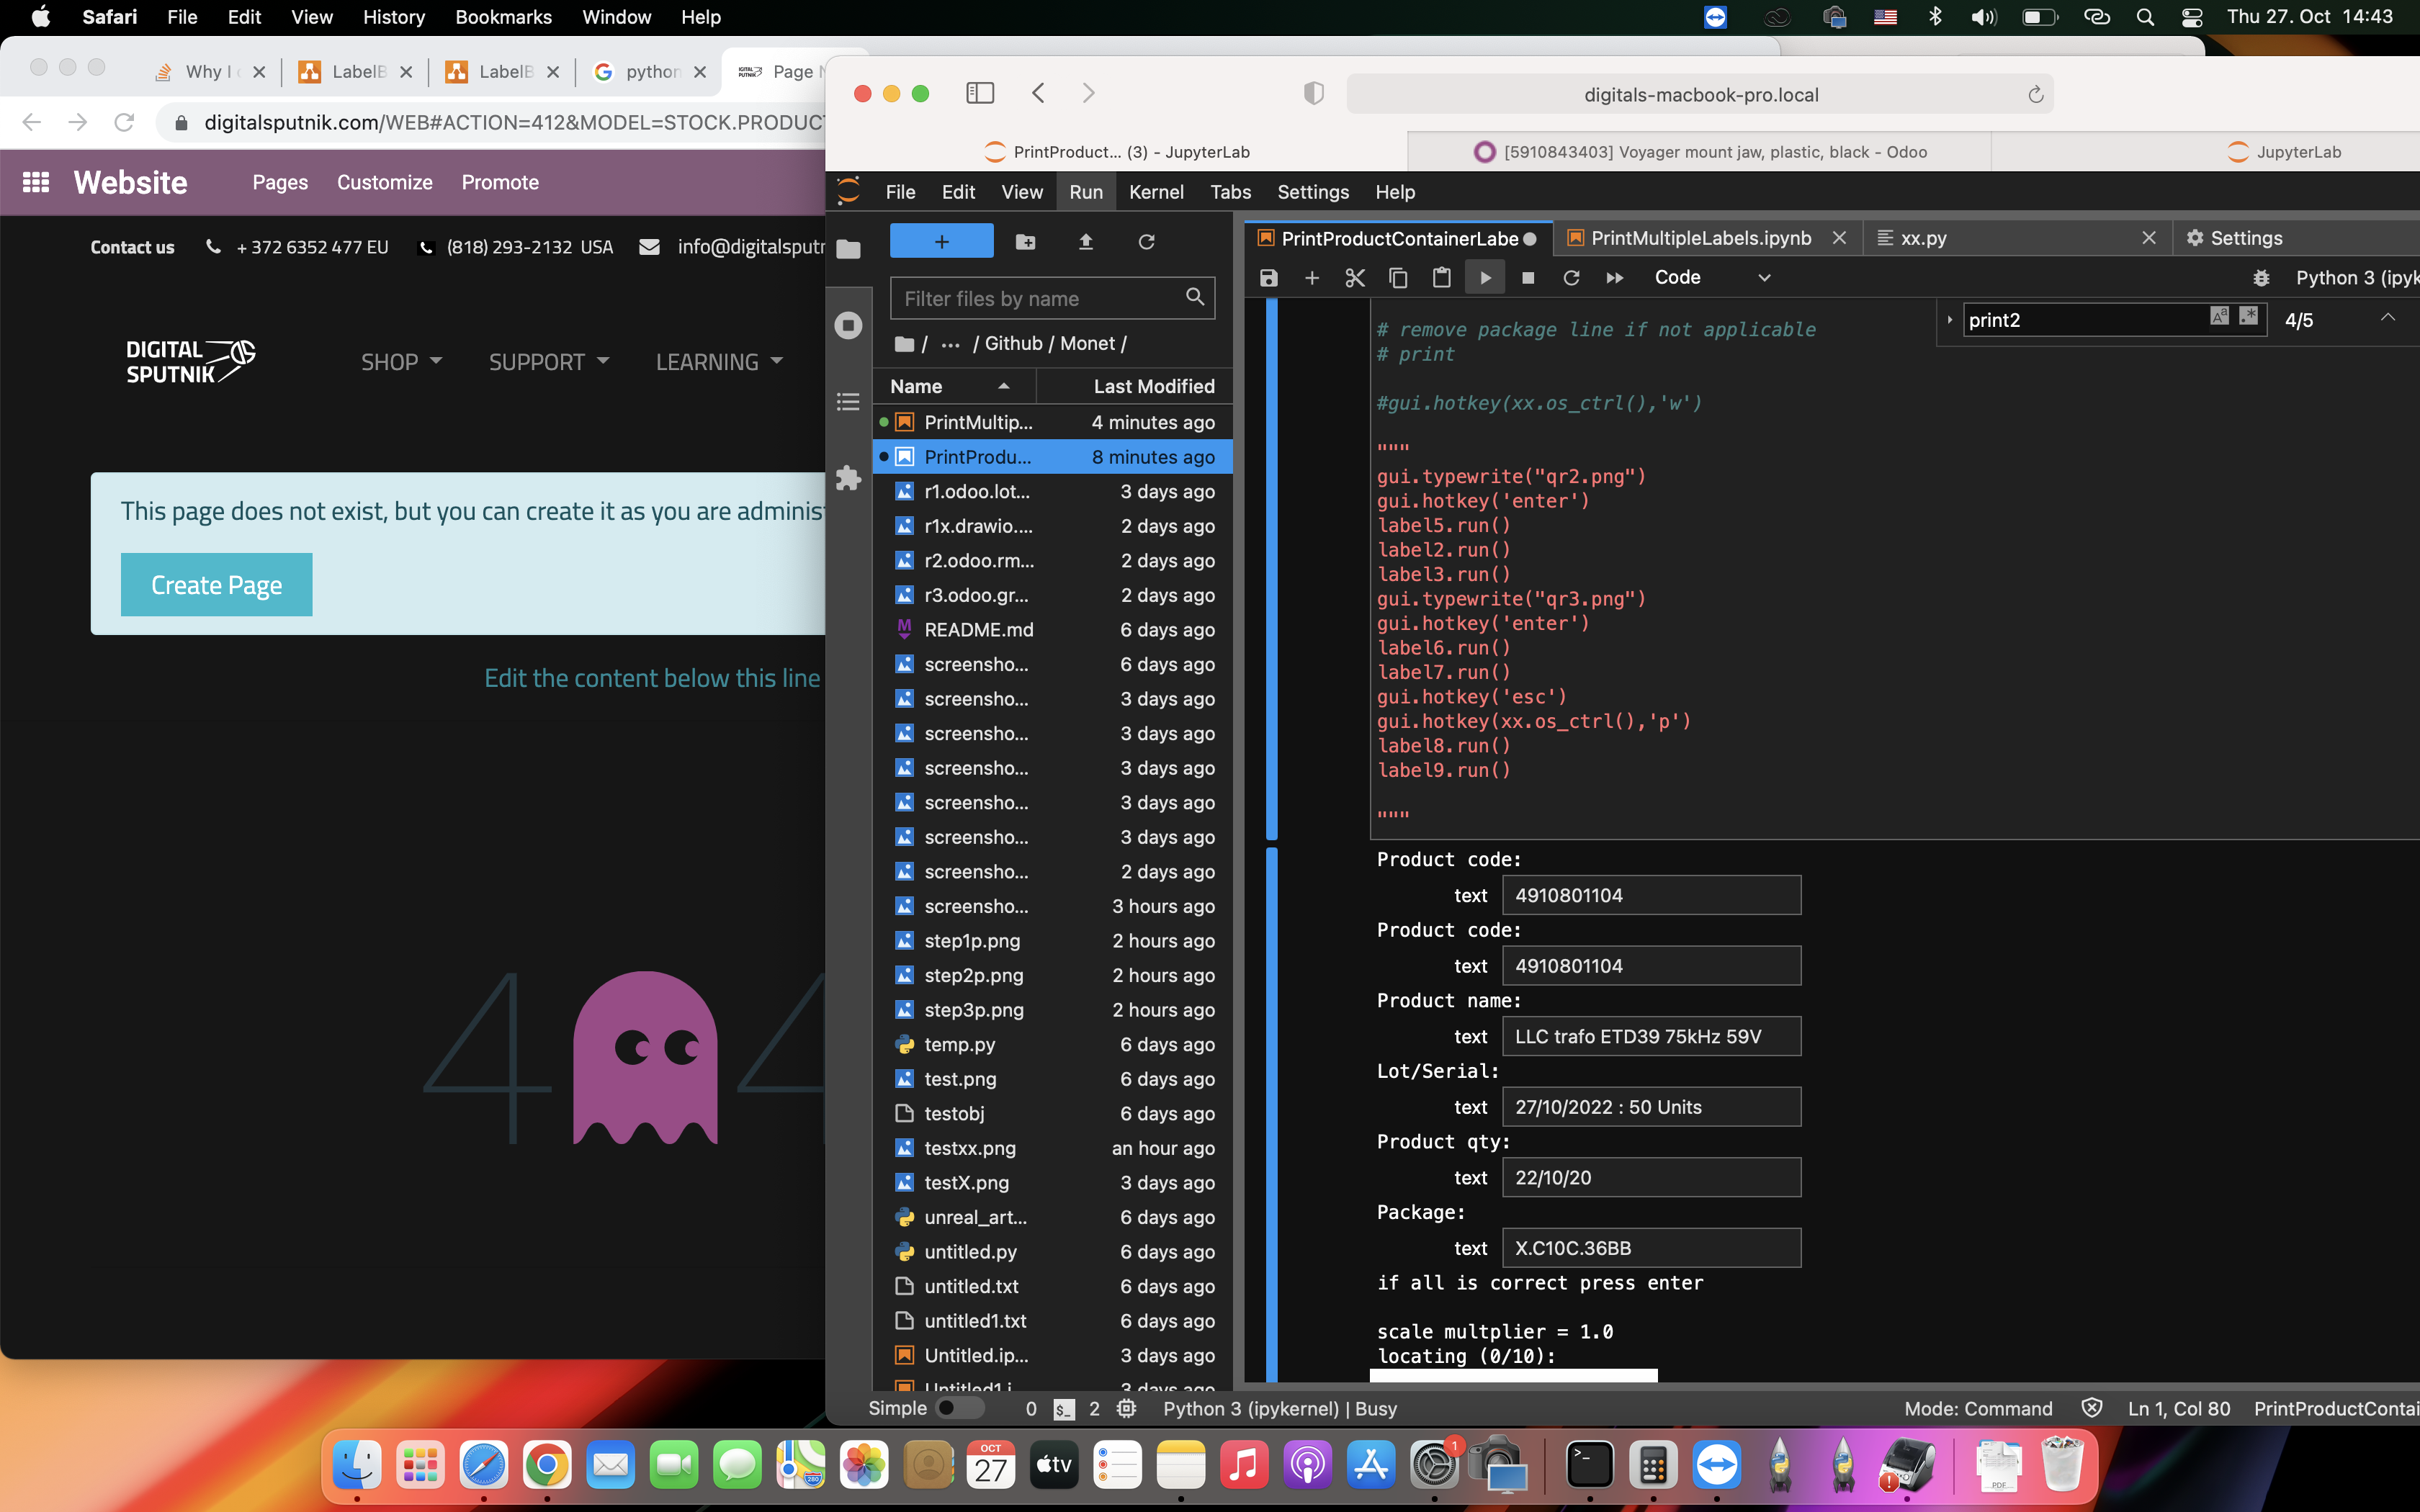 Safari File Edit View History Bookmarks Window Help Thu 27. Oct 14:43
Why I LabelB LabelB python Page N
digitalsputnik.com/WEB#ACTION=412&MODEL=STOCK.PRODUCT
Website Pages Customize Promote
Contact us +372 6352 477 EU (818) 293-2132 USA info@digitalsputn
DIGITAL
SPUTNIK
SHOP SUPPORT LEARNING
This page does not exist, but you can create it as you are adminis
Create Page
Edit the content below this line
4 4
digitals-macbook-pro.local
PrintProduct... (3) - JupyterLab
[5910843403] Voyager mount jaw, plastic, black - Odoo
JupyterLab
File Edit View Run Kernel Tabs Settings Help
+
Filter files by name
/ ... / Github / Monet /
Name Last Modified
PrintMultip... 4 minutes ago
PrintProdu... 8 minutes ago
r1.odoo.lot... 3 days ago
r1x.drawio.... 2 days ago
r2.odoo.rm... 2 days ago
r3.odoo.gr... 2 days ago
README.md 6 days ago
screensho... 6 days ago
screensho... 3 days ago
screensho... 3 days ago
screensho... 3 days ago
screensho... 3 days ago
screensho... 3 days ago
screensho... 2 days ago
screensho... 3 hours ago
step1p.png 2 hours ago
step2p.png 2 hours ago
step3p.png 2 hours ago
temp.py 6 days ago
test.png 6 days ago
testobj 6 days ago
testxx.png an hour ago
testX.png 3 days ago
unreal_art... 6 days ago
untitled.py 6 days ago
untitled.txt 6 days ago
untitled1.txt 6 days ago
Untitled.ip... 3 days ago
Untitled1.i 3 days ago
PrintProductContainerLabe PrintMultipleLabels.ipynb xx.py Settings
Code Python 3 (ipyk
print2 4/5
# remove package line if not applicable
# print
#gui.hotkey(xx.os_ctrl(),'w')
"""
gui.typewrite("qr2.png")
gui.hotkey('enter')
label5.run()
label2.run()
label3.run()
gui.typewrite("qr3.png")
gui.hotkey('enter')
label6.run()
label7.run()
gui.hotkey('esc')
gui.hotkey(xx.os_ctrl(),'p')
label8.run()
label9.run()
"""
Product code:
text 4910801104
Product code:
text 4910801104
Product name:
text LLC trafo ETD39 75kHz 59V
Lot/Serial:
text 27/10/2022 : 50 Units
Product qty:
text 22/10/20
Package:
text X.C10C.36BB
if all is correct press enter
scale multplier = 1.0
locating (0/10):
Simple 0 $_ 2 Python 3 (ipykernel) | Busy Mode: Command Ln 1, Col 80 PrintProductContai
OCT
27
tv
280
1
>_
PDF